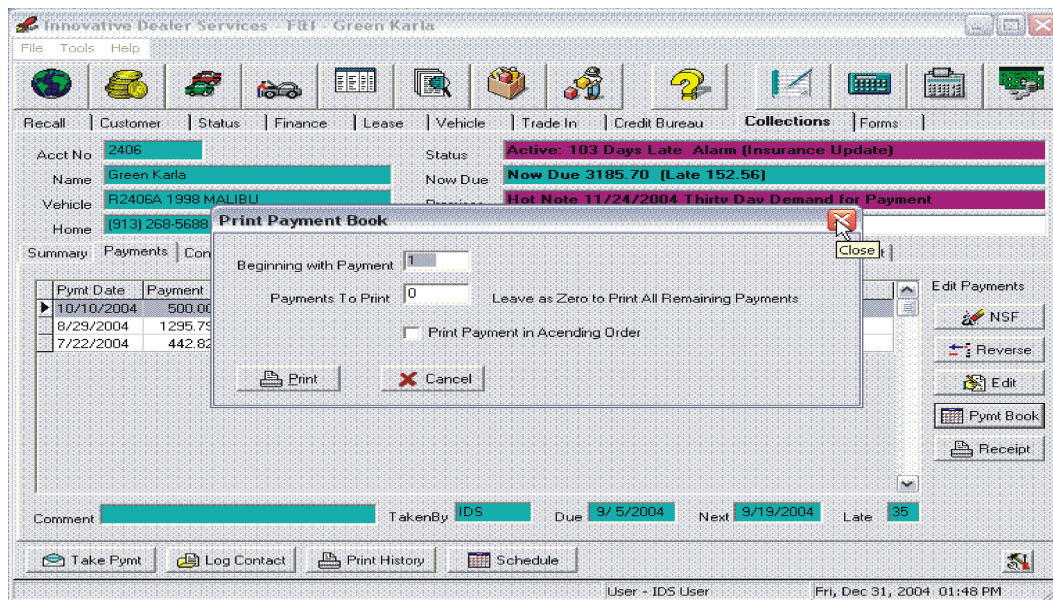 Innovative Dealer Services - F&I - Green Karla
File Tools Help
Recall Customer Status Finance Lease Vehicle Trade In Credit Bureau Collections Forms
Acct No 2406 Status Active: 103 Days Late Alarm (Insurance Update)
Name Green Karla Now Due Now Due 3185.70 (Late 152.56)
Vehicle R2406A 1998 MALIBU Hot Note 11/24/2004 Thirty Day Demand for Payment
Home (913) 268-5688
Print Payment Book
Close
Summary Payments Con
Beginning with Payment 1
Payments To Print 0 Leave as Zero to Print All Remaining Payments
Print Payment in Acending Order
Print Cancel
Pymt Date Payment
10/10/2004 500.00
8/29/2004 1295.79
7/22/2004 442.82
Edit Payments
NSF
Reverse
Edit
Pymt Book
Receipt
Comment TakenBy IDS Due 9/ 5/2004 Next 9/19/2004 Late 35
Take Pymt Log Contact Print History Schedule
User - IDS User Fri, Dec 31, 2004 01:48 PM